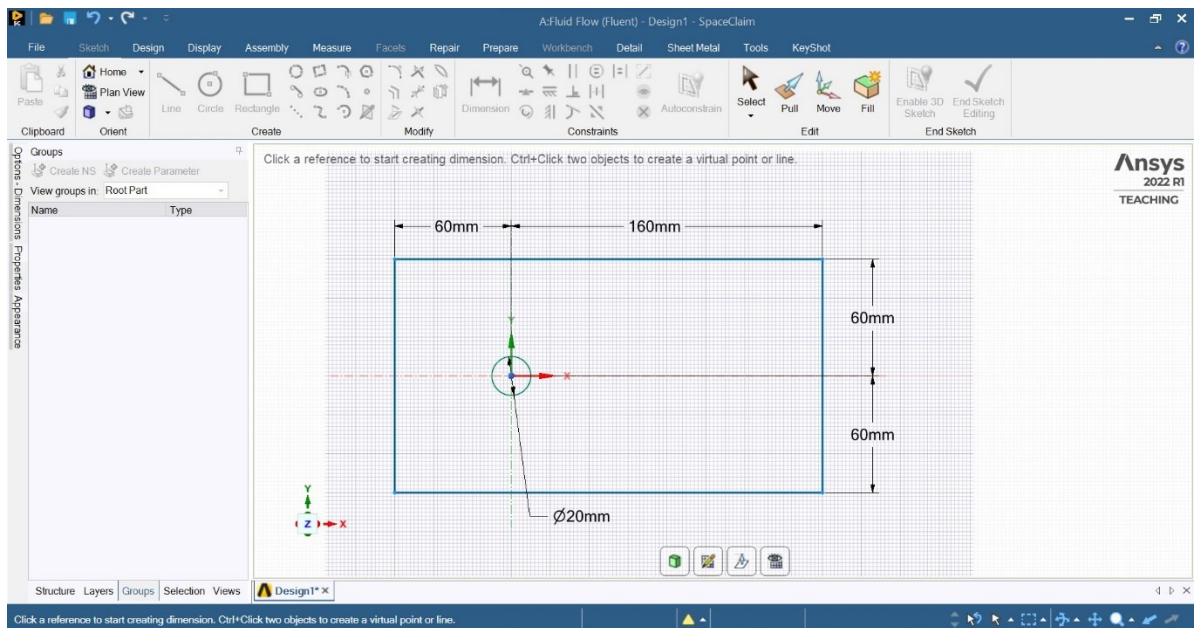 A:Fluid Flow (Fluent) - Design1 - SpaceClaim
File Sketch Design Display Assembly Measure Facets Repair Prepare Workbench Detail Sheet Metal Tools KeyShot
Paste
Clipboard
Home
Plan View
Orient
Line
Circle
Rectangle
Create
Modify
Dimension
Autoconstrain
Constraints
Select
Pull
Move
Fill
Edit
Enable 3D Sketch
End Sketch Editing
End Sketch
Options - Dimensions
Properties
Appearance
Groups
Create NS Create Parameter
View groups in: Root Part
Name Type
Click a reference to start creating dimension. Ctrl+Click two objects to create a virtual point or line.
Ansys
2022 R1
TEACHING
60mm 160mm
60mm
Y
X
60mm
Ø20mm
Y
Z X
Structure Layers Groups Selection Views
Design1*
Click a reference to start creating dimension. Ctrl+Click two objects to create a virtual point or line.